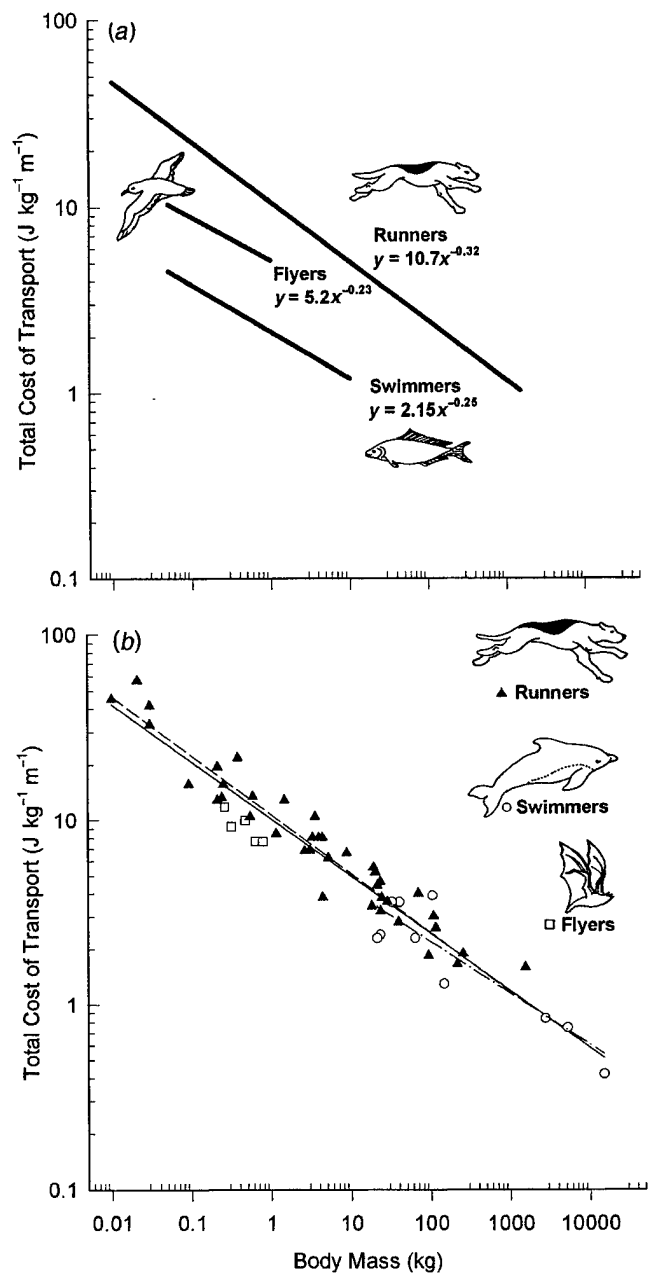 (a)
100
10
1
0.1
Total Cost of Transport (J kg⁻¹ m⁻¹)
Runners
y = 10.7x⁻⁰·³²
Flyers
y = 5.2x⁻⁰·²³
Swimmers
y = 2.15x⁻⁰·²⁵
(b)
100
10
1
0.1
Total Cost of Transport (J kg⁻¹ m⁻¹)
Runners
Swimmers
Flyers
0.01 0.1 1 10 100 1000 10000
Body Mass (kg)